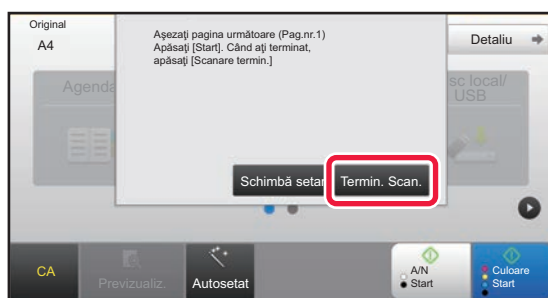 Original
A4
Aşezaţi pagina următoare (Pag.nr.1)
Apăsaţi [Start]. Când aţi terminat,
apăsaţi [Scanare termin.]
Detaliu
Agenda
sc local/
USB
Schimbă setar
Termin. Scan.
CA
Previzualiz.
Autosetat
A/N
Start
Culoare
Start